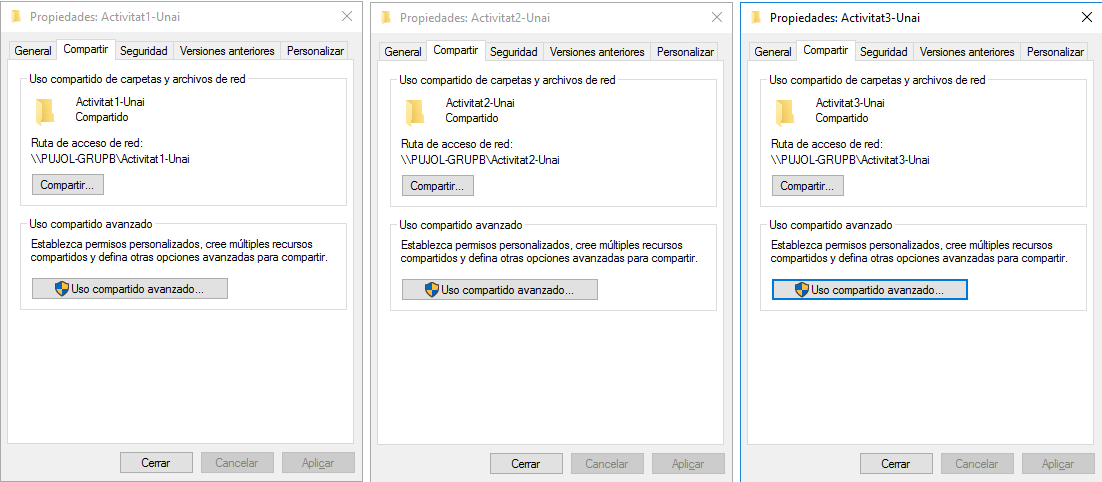 Propiedades: Activitat1-Unai
General Compartir Seguridad Versiones anteriores Personalizar
Uso compartido de carpetas y archivos de red
Activitat1-Unai
Compartido
Ruta de acceso de red:
\\PUJOL-GRUPB\Activitat1-Unai
Compartir...
Uso compartido avanzado
Establezca permisos personalizados, cree múltiples recursos
compartidos y defina otras opciones avanzadas para compartir.
Uso compartido avanzado...
Cerrar Cancelar Aplicar
Propiedades: Activitat2-Unai
General Compartir Seguridad Versiones anteriores Personalizar
Uso compartido de carpetas y archivos de red
Activitat2-Unai
Compartido
Ruta de acceso de red:
\\PUJOL-GRUPB\Activitat2-Unai
Compartir...
Uso compartido avanzado
Establezca permisos personalizados, cree múltiples recursos
compartidos y defina otras opciones avanzadas para compartir.
Uso compartido avanzado...
Cerrar Cancelar Aplicar
Propiedades: Activitat3-Unai
General Compartir Seguridad Versiones anteriores Personalizar
Uso compartido de carpetas y archivos de red
Activitat3-Unai
Compartido
Ruta de acceso de red:
\\PUJOL-GRUPB\Activitat3-Unai
Compartir...
Uso compartido avanzado
Establezca permisos personalizados, cree múltiples recursos
compartidos y defina otras opciones avanzadas para compartir.
Uso compartido avanzado...
Cerrar Cancelar Aplicar